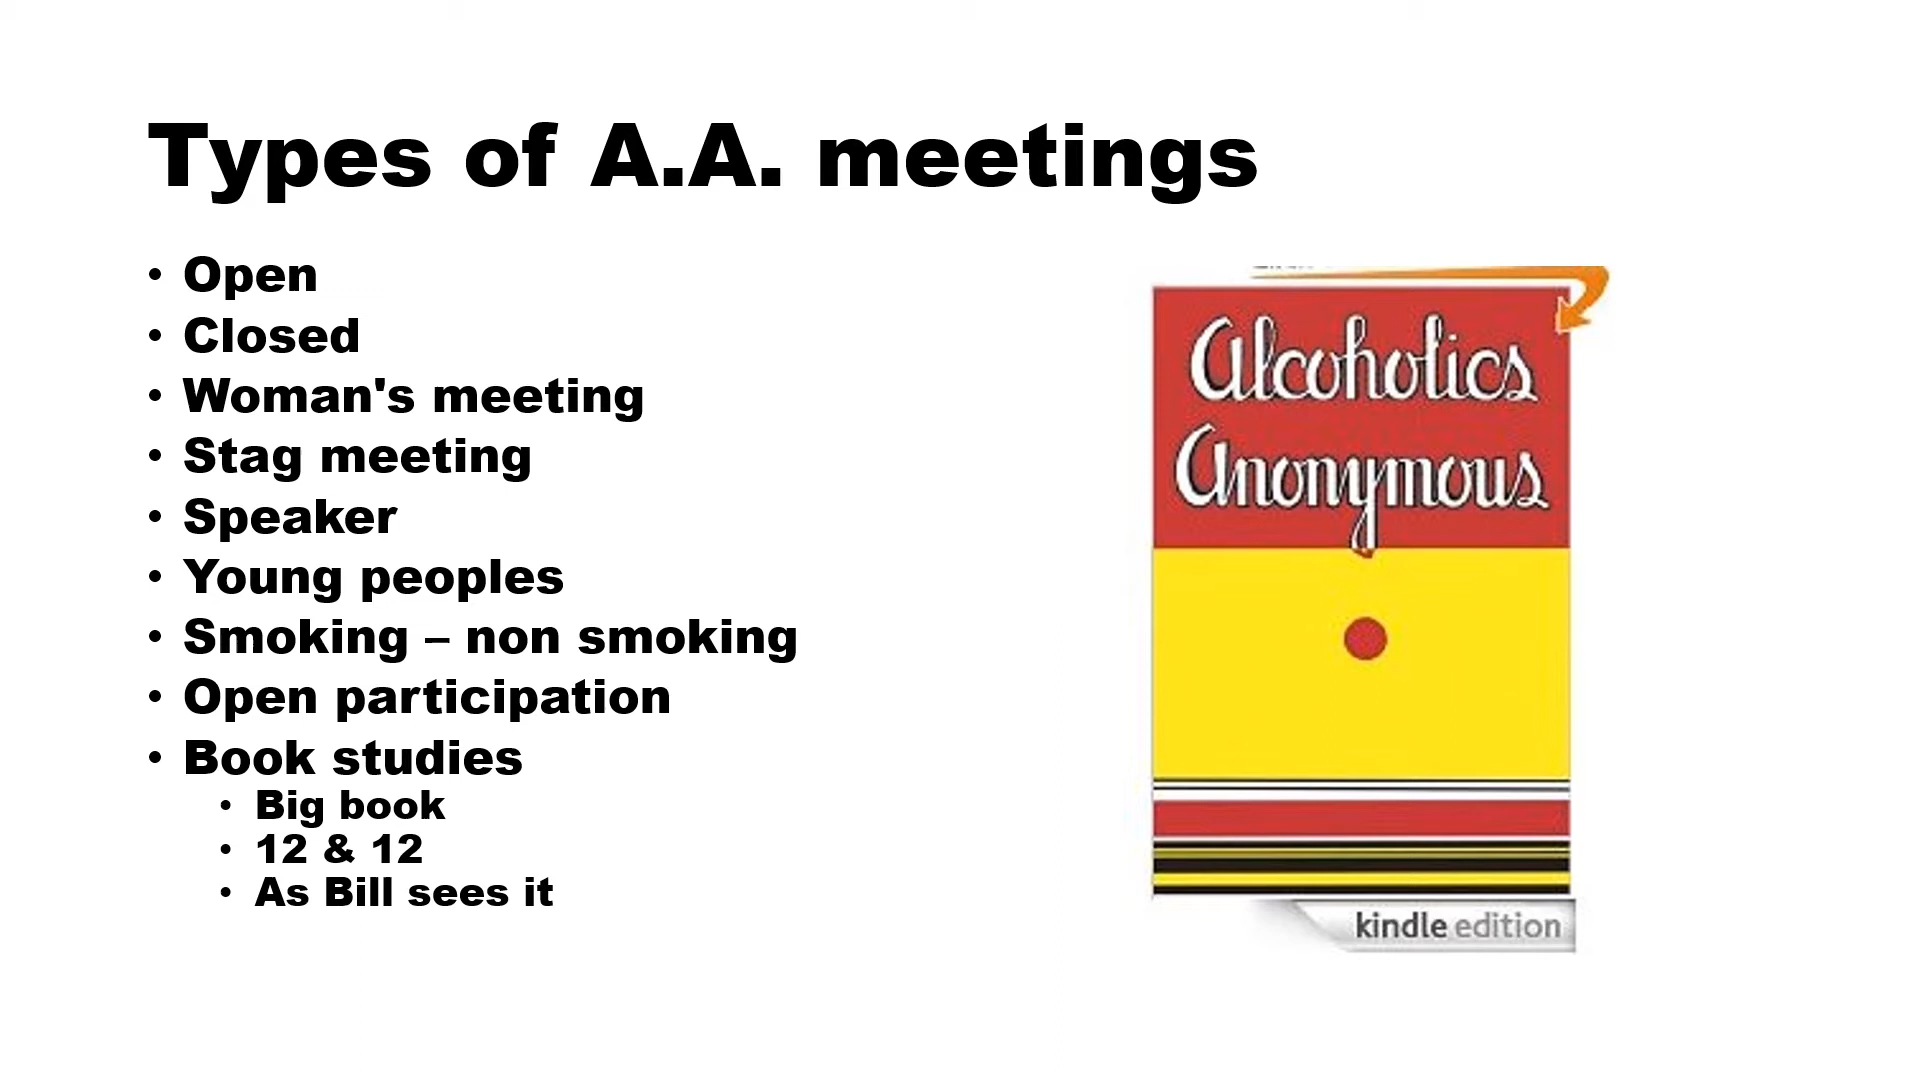 Types of A.A. meetings
• Open
• Closed
• Woman's meeting
• Stag meeting
• Speaker
• Young peoples
• Smoking – non smoking
• Open participation
• Book studies
• Big book
• 12 & 12
• As Bill sees it
Alcoholics
Anonymous
kindle edition